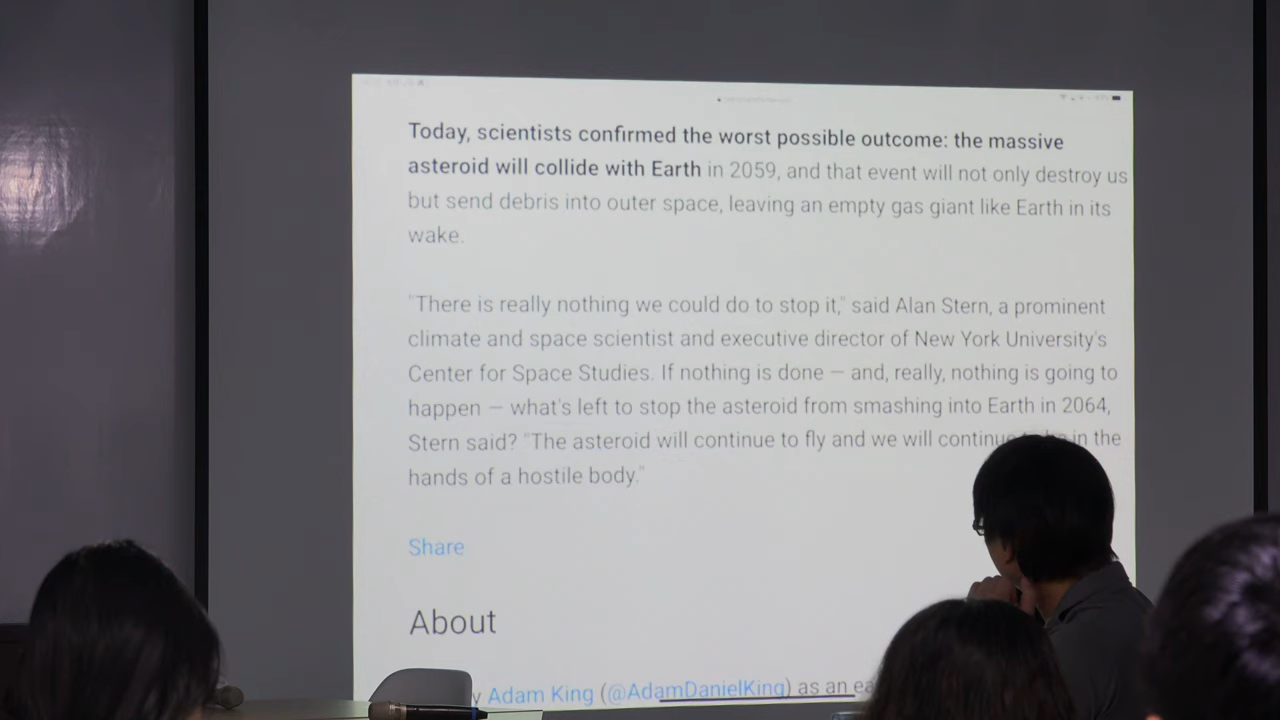 Today, scientists confirmed the worst possible outcome: the massive
asteroid will collide with Earth in 2059, and that event will not only destroy us
but send debris into outer space, leaving an empty gas giant like Earth in its
wake.
"There is really nothing we could do to stop it," said Alan Stern, a prominent
climate and space scientist and executive director of New York University's
Center for Space Studies. If nothing is done — and, really, nothing is going to
happen — what's left to stop the asteroid from smashing into Earth in 2064,
Stern said? "The asteroid will continue to fly and we will in the
hands of a hostile body."
Share
About
Adam King (@AdamDanielKing) as an